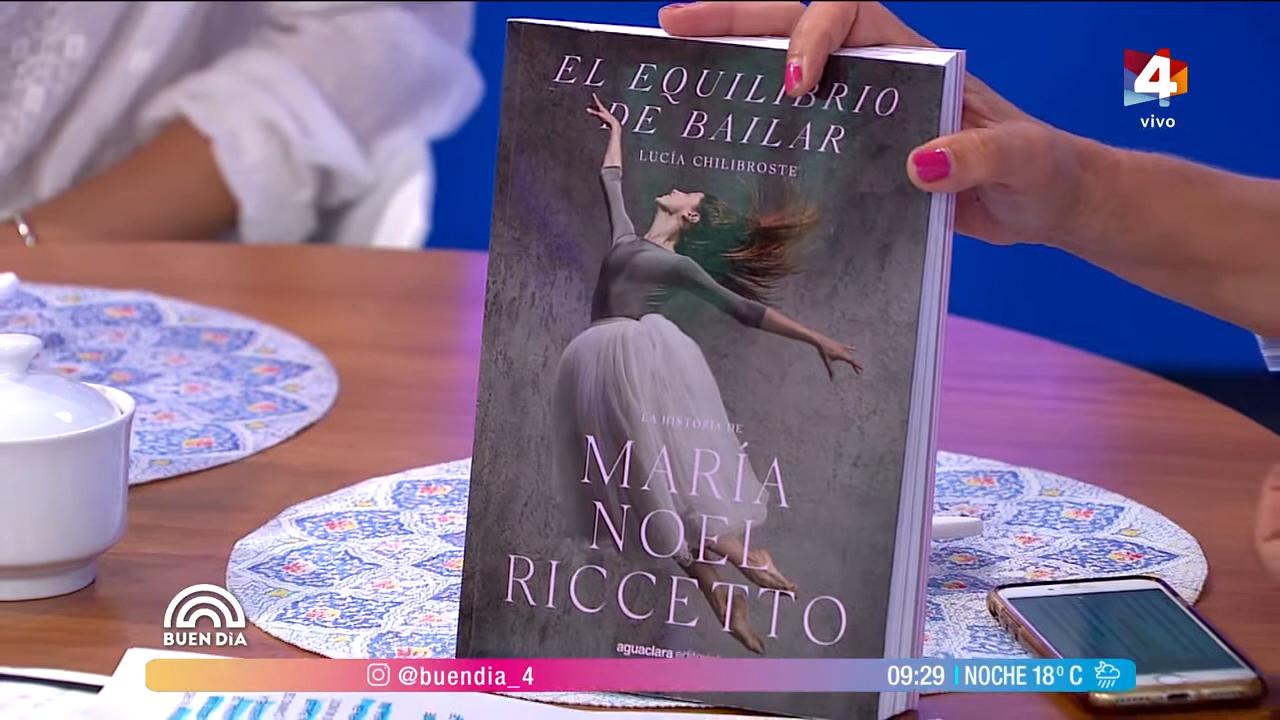 EL EQUILIBRIO
DE BAILAR
LUCÍA CHILIBROSTE
LA HISTORIA DE
MARÍA
NOEL
RICCETTO
aguaclara
4
vivo
BUEN DíA
@buendia_4
09:29 NOCHE 18º C